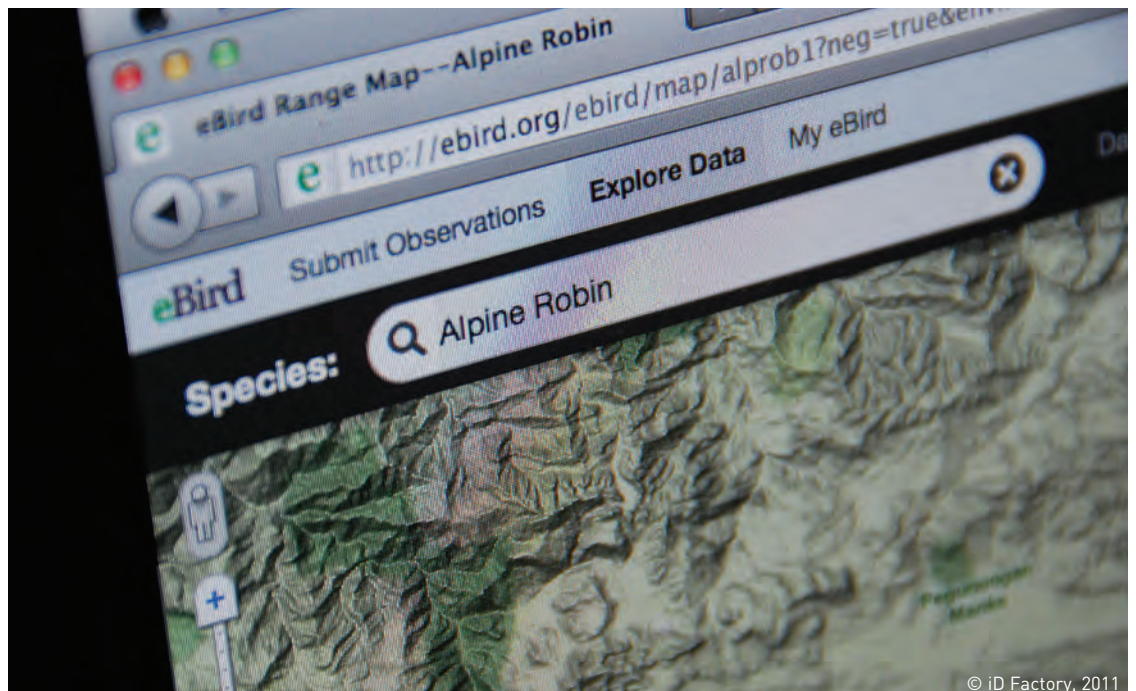 eBird Range Map--Alpine Robin
e http://ebird.org/ebird/map/alprob1?neg=true&
eBird Submit Observations Explore Data My eBird
Species: Alpine Robin
© iD Factory, 2011